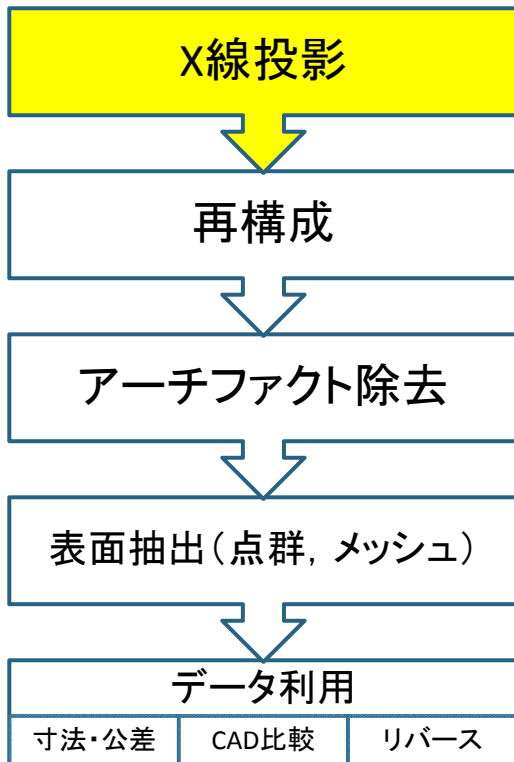 X線投影
再構成
アーチファクト除去
表面抽出(点群, メッシュ)
データ利用
寸法・公差 CAD比較 リバース